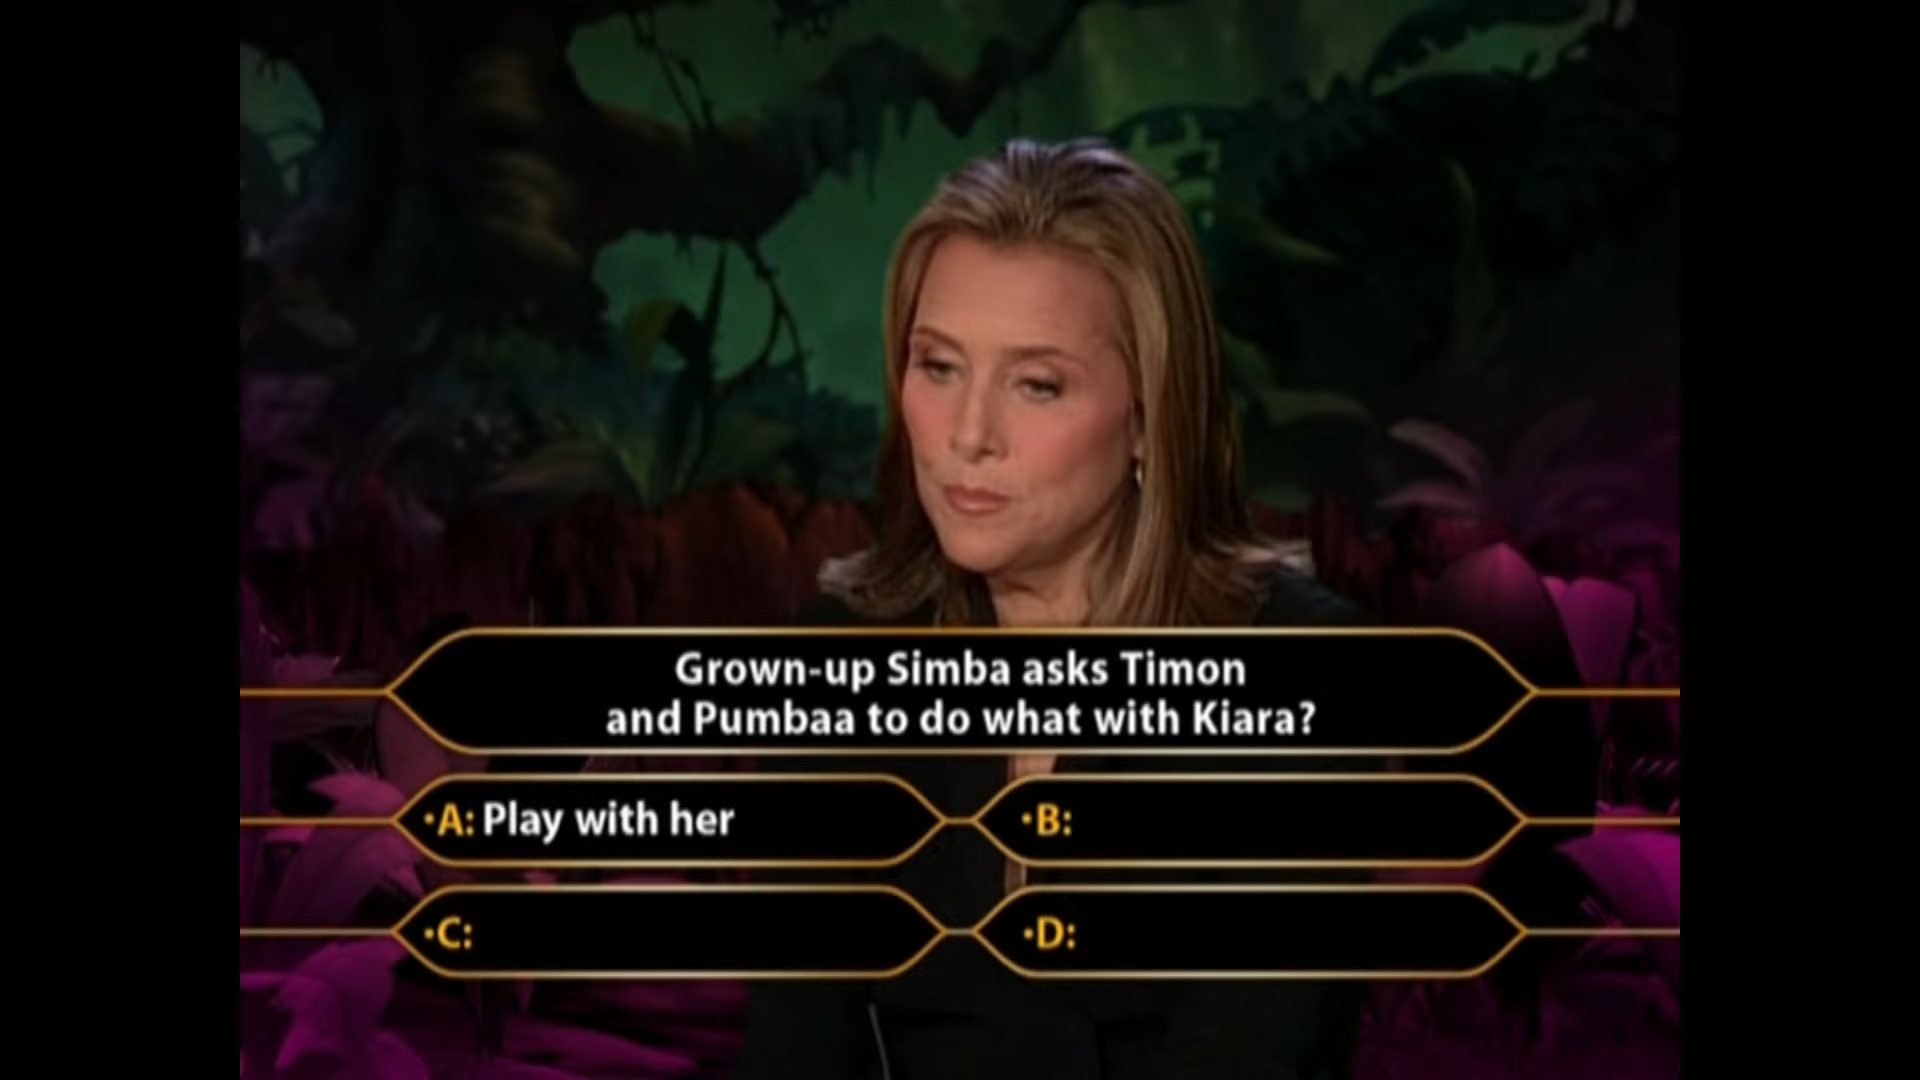 Grown-up Simba asks Timon
and Pumbaa to do what with Kiara?
•A: Play with her
•B:
•C:
•D: